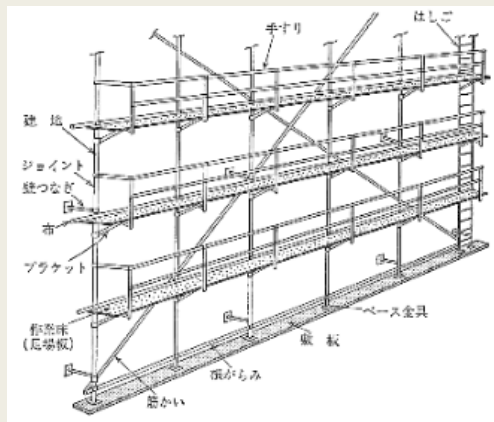 はしご
手すり
建地
ジョイント
壁つなぎ
布
ブラケット
作業床
(足場板)
ベース金具
敷板
根がらみ
筋かい